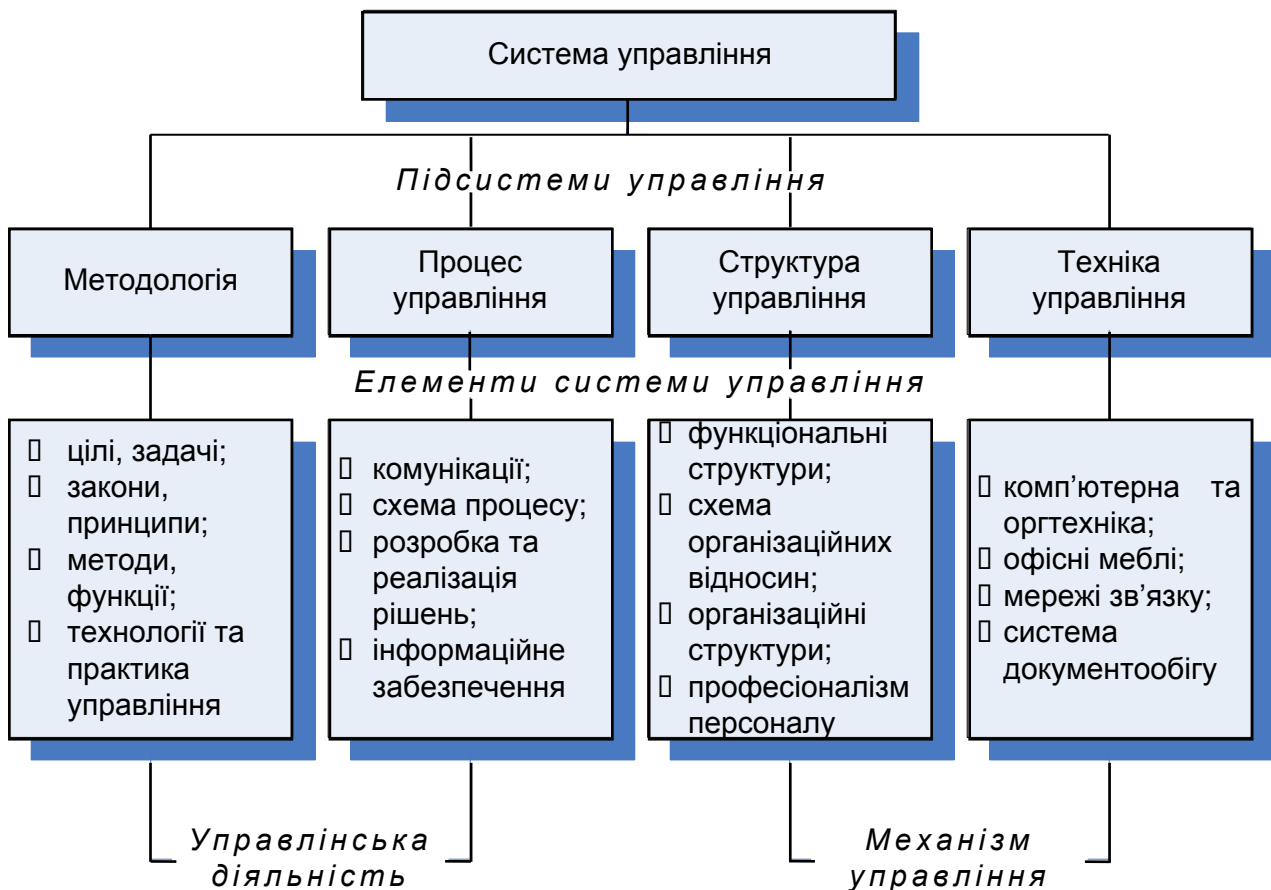 Система управління
Підсистеми управління
Методологія
Процес
управління
Структура
управління
Техніка
управління
Елементи системи управління
цілі, задачі;
закони,
принципи;
методи,
функції;
технології та
практика
управління
комунікації;
схема процесу;
розробка та
реалізація
рішень;
інформаційне
забезпечення
функціональні
структури;
схема
організаційних
відносин;
організаційні
структури;
професіоналізм
персоналу
комп’ютерна та
оргтехніка;
офісні меблі;
мережі зв’язку;
система
документообігу
Управлінська
діяльність
Механізм
управління